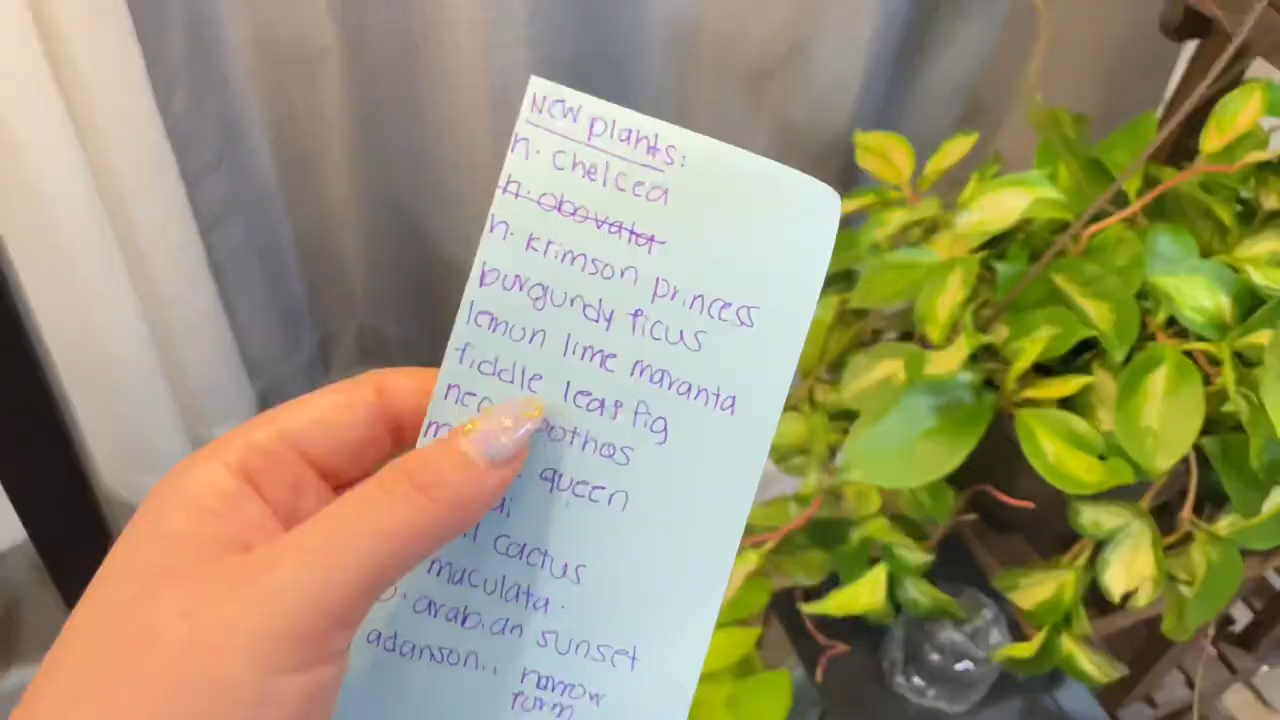 New plants:
h. chelcea
h. obovata
h. krimson princess
burgundy ficus
lemon lime maranta
fiddle leaf fig
pothos
queen
cactus
maculata.
arabian sunset
adansonii narrow
form